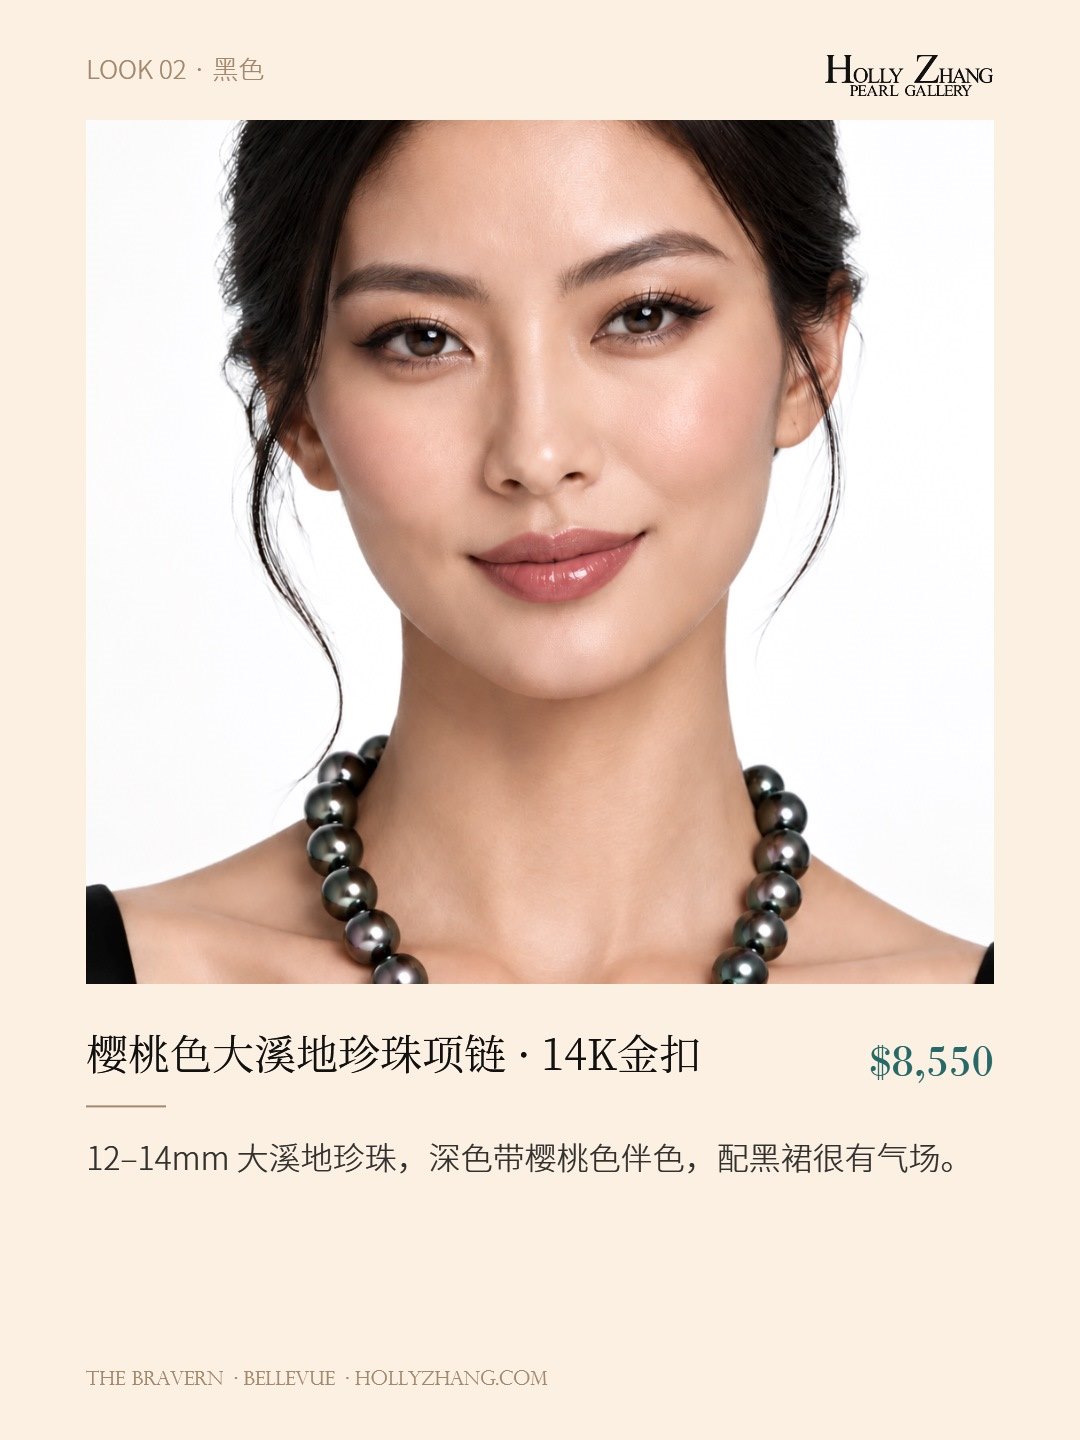 LOOK 02 · 黑色
HOLLY ZHANG
PEARL GALLERY
樱桃色大溪地珍珠项链 · 14K金扣
$8,550
12–14mm 大溪地珍珠，深色带樱桃色伴色，配黑裙很有气场。
THE BRAVERN · BELLEVUE · HOLLYZHANG.COM